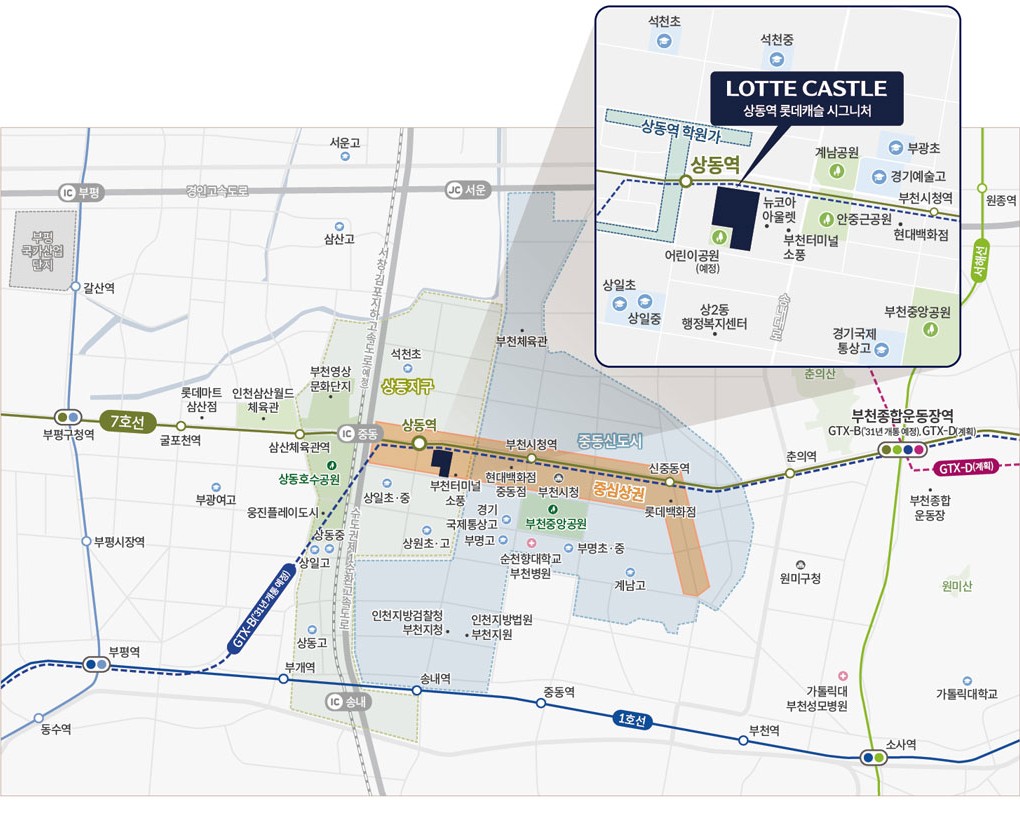 석천초
석천중
LOTTE CASTLE
상동역 롯데캐슬 시그니처
상동역 학원가
상동역
계남공원
부광초
경기예술고
부천시청역
뉴코아
아울렛
안중근공원
현대백화점
부천터미널
소풍
어린이공원
(예정)
상일초
상일중
상2동
행정복지센터
송내대로
부천중앙공원
경기국제
통상고
원종역
서해선
서운고
IC 부평
경인고속도로
JC 서운
부평
국가산업
단지
삼산고
갈산역
서창김포지하고속도로(예정)
부천체육관
석천초
상동지구
부천영상
문화단지
롯데마트
삼산점
인천삼산월드
체육관
춘의산
부천종합운동장역
GTX-B('31년 개통 예정), GTX-D(계획)
7호선
부평구청역
굴포천역
삼산체육관역
IC 중동
상동역
부천시청역
중동신도시
신중동역
춘의역
GTX-D(계획)
부천종합
운동장
상동호수공원
부광여고
웅진플레이도시
상일초·중
부천터미널
소풍
현대백화점
중동점
부천시청
중심상권
롯데백화점
경기
국제통상고
부천중앙공원
부명고
상동중
상일고
상원초·고
순천향대학교
부천병원
부명초·중
계남고
부평시장역
수도권제1순환고속도로
원미구청
원미산
GTX-B('31년 개통 예정)
인천지방검찰청
부천지청
인천지방법원
부천지원
상동고
부평역
부개역
송내역
IC 송내
중동역
1호선
부천역
가톨릭대
부천성모병원
가톨릭대학교
동수역
소사역